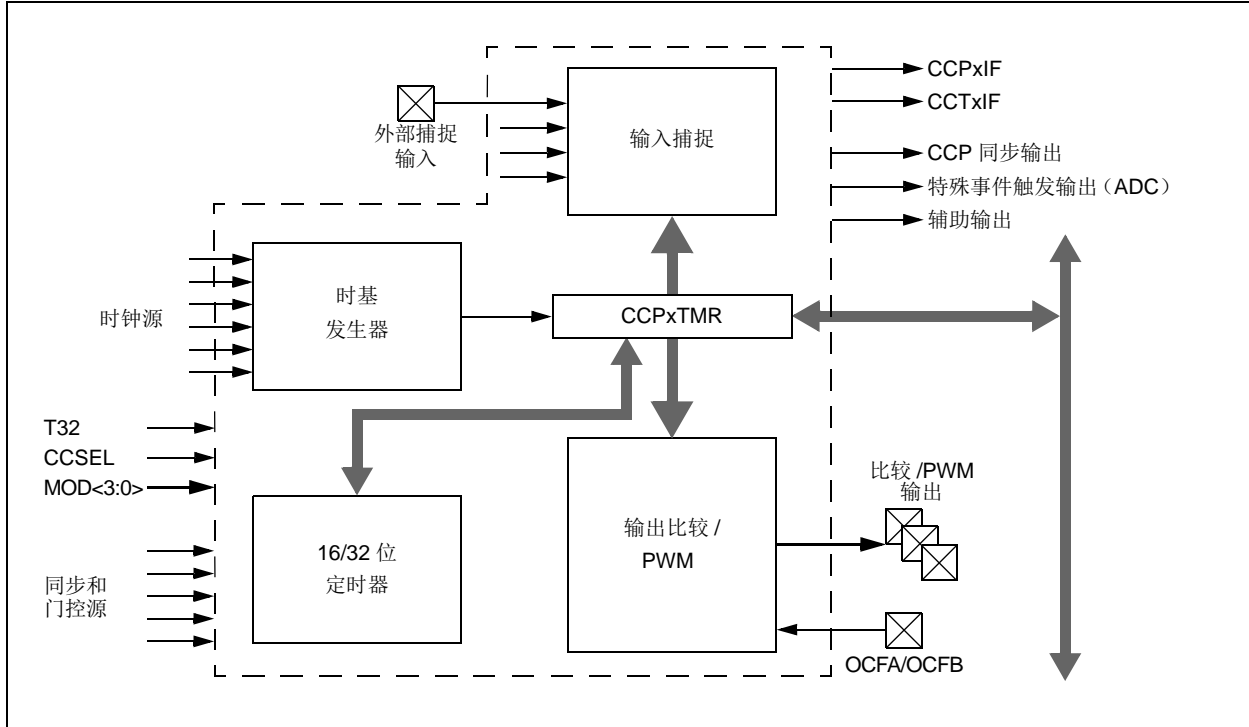 CCPxIF
CCTxIF
外部捕捉
输入
输入捕捉
CCP 同步输出
特殊事件触发输出（ADC）
辅助输出
时钟源
时基
发生器
CCPxTMR
T32
CCSEL
MOD<3:0>
同步和
门控源
16/32 位
定时器
输出比较 /
PWM
比较 /PWM
输出
OCFA/OCFB